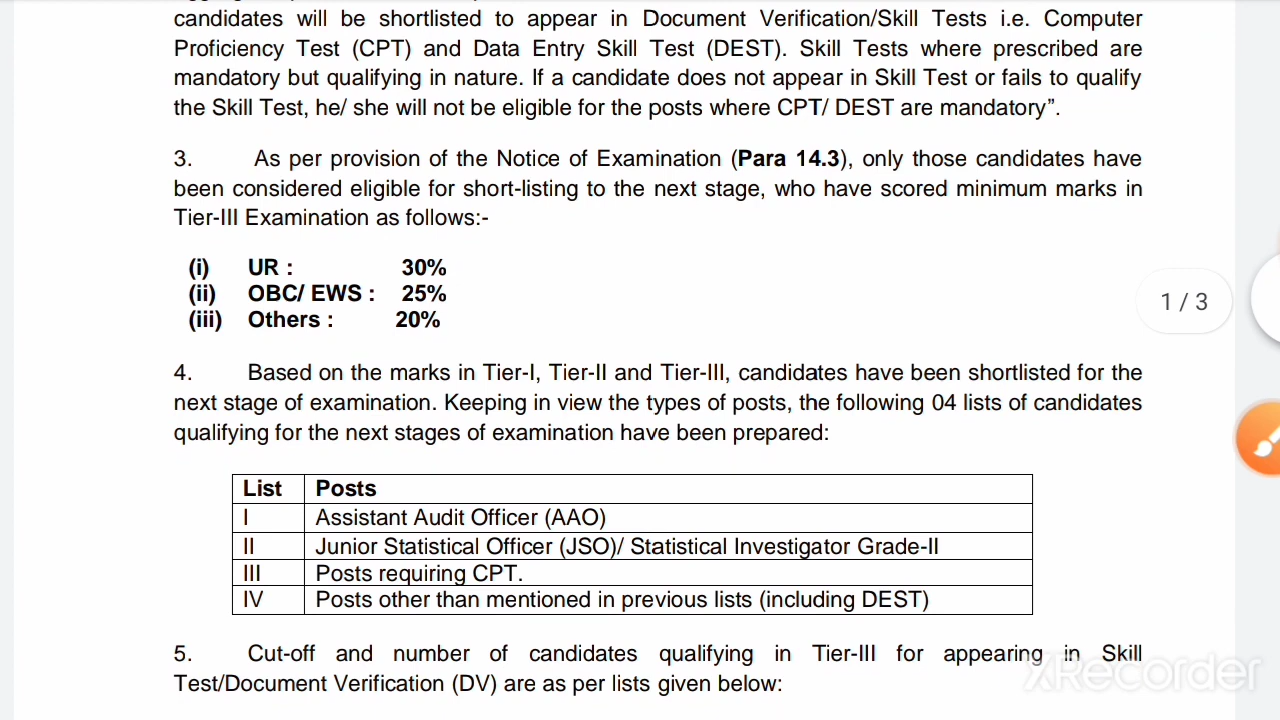 candidates will be shortlisted to appear in Document Verification/Skill Tests i.e. Computer
Proficiency Test (CPT) and Data Entry Skill Test (DEST). Skill Tests where prescribed are
mandatory but qualifying in nature. If a candidate does not appear in Skill Test or fails to qualify
the Skill Test, he/ she will not be eligible for the posts where CPT/ DEST are mandatory”.
3. As per provision of the Notice of Examination (Para 14.3), only those candidates have
been considered eligible for short-listing to the next stage, who have scored minimum marks in
Tier-III Examination as follows:-
(i) UR : 30%
(ii) OBC/ EWS : 25%
(iii) Others : 20%
1 / 3
4. Based on the marks in Tier-I, Tier-II and Tier-III, candidates have been shortlisted for the
next stage of examination. Keeping in view the types of posts, the following 04 lists of candidates
qualifying for the next stages of examination have been prepared:
List Posts
I Assistant Audit Officer (AAO)
II Junior Statistical Officer (JSO)/ Statistical Investigator Grade-II
III Posts requiring CPT.
IV Posts other than mentioned in previous lists (including DEST)
5. Cut-off and number of candidates qualifying in Tier-III for appearing in Skill
Test/Document Verification (DV) are as per lists given below:
XRecorder